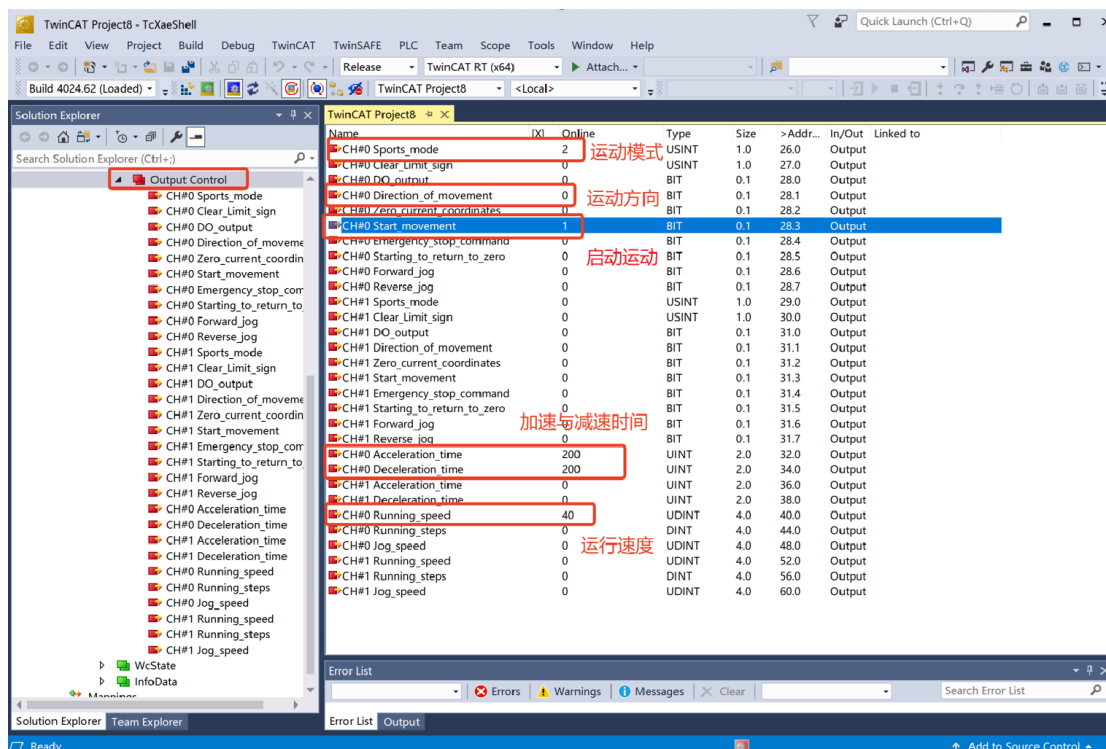 TwinCAT Project8 - TcXaeShell
Quick Launch (Ctrl+Q)
File Edit View Project Build Debug TwinCAT TwinSAFE PLC Team Scope Tools Window Help
Release TwinCAT RT (x64) Attach...
Build 4024.62 (Loaded) TwinCAT Project8 <Local>
Solution Explorer
Search Solution Explorer (Ctrl+;)
Output Control
CH#0 Sports_mode
CH#0 Clear_Limit_sign
CH#0 DO_output
CH#0 Direction_of_moveme
CH#0 Zero_current_coordin
CH#0 Start_movement
CH#0 Emergency_stop_com
CH#0 Starting_to_return_to_
CH#0 Forward_jog
CH#0 Reverse_jog
CH#1 Sports_mode
CH#1 Clear_Limit_sign
CH#1 DO_output
CH#1 Direction_of_moveme
CH#1 Zero_current_coordin
CH#1 Start_movement
CH#1 Emergency_stop_com
CH#1 Starting_to_return_to_
CH#1 Forward_jog
CH#1 Reverse_jog
CH#0 Acceleration_time
CH#0 Deceleration_time
CH#1 Acceleration_time
CH#1 Deceleration_time
CH#0 Running_speed
CH#0 Running_steps
CH#0 Jog_speed
CH#1 Running_speed
CH#1 Running_steps
CH#1 Jog_speed
WcState
InfoData
Mappings
Solution Explorer Team Explorer
TwinCAT Project8
Name [X] Online Type Size >Addr... In/Out Linked to
CH#0 Sports_mode 2 运动模式 USINT 1.0 26.0 Output
CH#0 Clear_Limit_sign 0 USINT 1.0 27.0 Output
CH#0 DO_output 0 BIT 0.1 28.0 Output
CH#0 Direction_of_movement 0 运动方向 BIT 0.1 28.1 Output
CH#0 Zero_current_coordinates 0 BIT 0.1 28.2 Output
CH#0 Start_movement 1 BIT 0.1 28.3 Output
CH#0 Emergency_stop_command 0 BIT 0.1 28.4 Output
CH#0 Starting_to_return_to_zero 0 启动运动 BIT 0.1 28.5 Output
CH#0 Forward_jog 0 BIT 0.1 28.6 Output
CH#0 Reverse_jog 0 BIT 0.1 28.7 Output
CH#1 Sports_mode 0 USINT 1.0 29.0 Output
CH#1 Clear_Limit_sign 0 USINT 1.0 30.0 Output
CH#1 DO_output 0 BIT 0.1 31.0 Output
CH#1 Direction_of_movement 0 BIT 0.1 31.1 Output
CH#1 Zero_current_coordinates 0 BIT 0.1 31.2 Output
CH#1 Start_movement 0 BIT 0.1 31.3 Output
CH#1 Emergency_stop_command 0 BIT 0.1 31.4 Output
CH#1 Starting_to_return_to_zero 0 BIT 0.1 31.5 Output
加速与减速时间
CH#1 Forward_jog 0 BIT 0.1 31.6 Output
CH#1 Reverse_jog 0 BIT 0.1 31.7 Output
CH#0 Acceleration_time 200 UINT 2.0 32.0 Output
CH#0 Deceleration_time 200 UINT 2.0 34.0 Output
CH#1 Acceleration_time 0 UINT 2.0 36.0 Output
CH#1 Deceleration_time 0 UINT 2.0 38.0 Output
CH#0 Running_speed 40 UDINT 4.0 40.0 Output
CH#0 Running_steps 0 DINT 4.0 44.0 Output
CH#0 Jog_speed 0 运行速度 UDINT 4.0 48.0 Output
CH#1 Running_speed 0 UDINT 4.0 52.0 Output
CH#1 Running_steps 0 DINT 4.0 56.0 Output
CH#1 Jog_speed 0 UDINT 4.0 60.0 Output
Error List
Errors Warnings Messages Clear Search Error List
Error List Output
Ready Add to Source Control